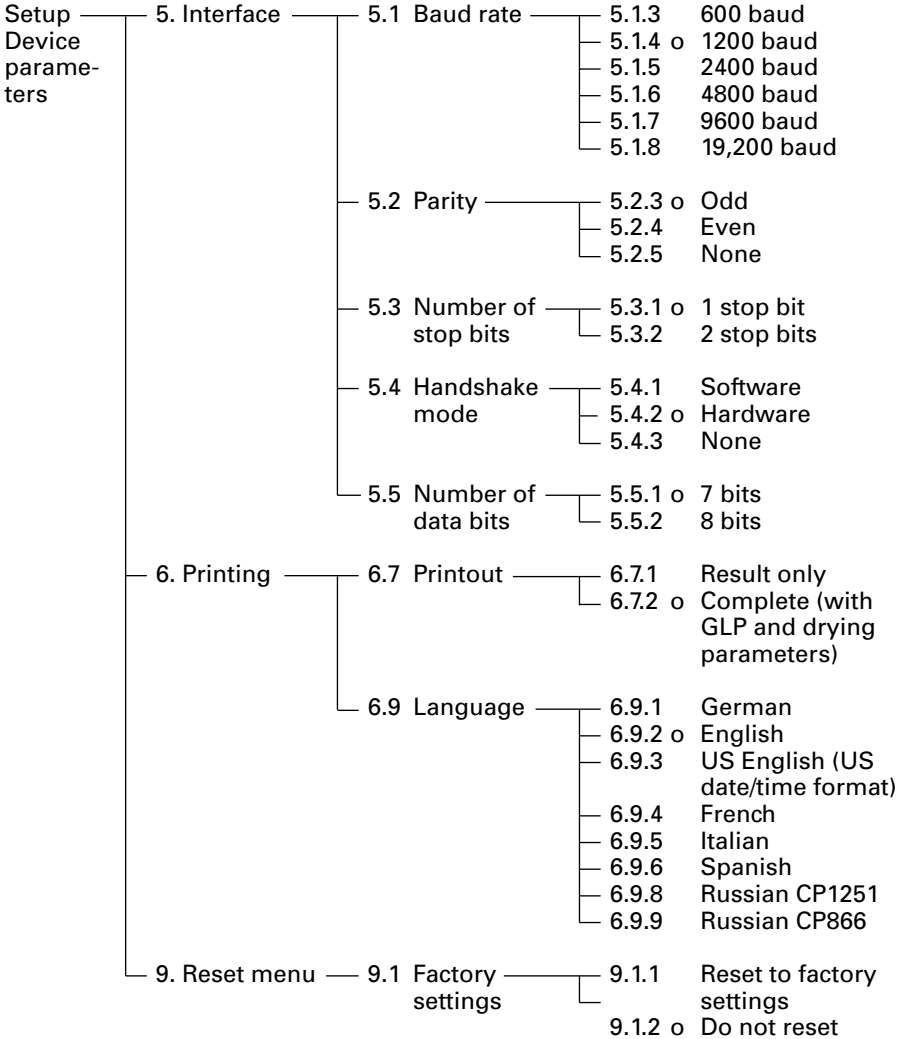 Setup 5. Interface 5.1 Baud rate 5.1.3 600 baud
Device 5.1.4 o 1200 baud
parame- 5.1.5 2400 baud
ters 5.1.6 4800 baud
5.1.7 9600 baud
5.1.8 19,200 baud
5.2 Parity 5.2.3 o Odd
5.2.4 Even
5.2.5 None
5.3 Number of 5.3.1 o 1 stop bit
stop bits 5.3.2 2 stop bits
5.4 Handshake 5.4.1 Software
mode 5.4.2 o Hardware
5.4.3 None
5.5 Number of 5.5.1 o 7 bits
data bits 5.5.2 8 bits
6. Printing 6.7 Printout 6.7.1 Result only
6.7.2 o Complete (with
GLP and drying
parameters)
6.9 Language 6.9.1 German
6.9.2 o English
6.9.3 US English (US
date/time format)
6.9.4 French
6.9.5 Italian
6.9.6 Spanish
6.9.8 Russian CP1251
6.9.9 Russian CP866
9. Reset menu 9.1 Factory 9.1.1 Reset to factory
settings settings
9.1.2 o Do not reset